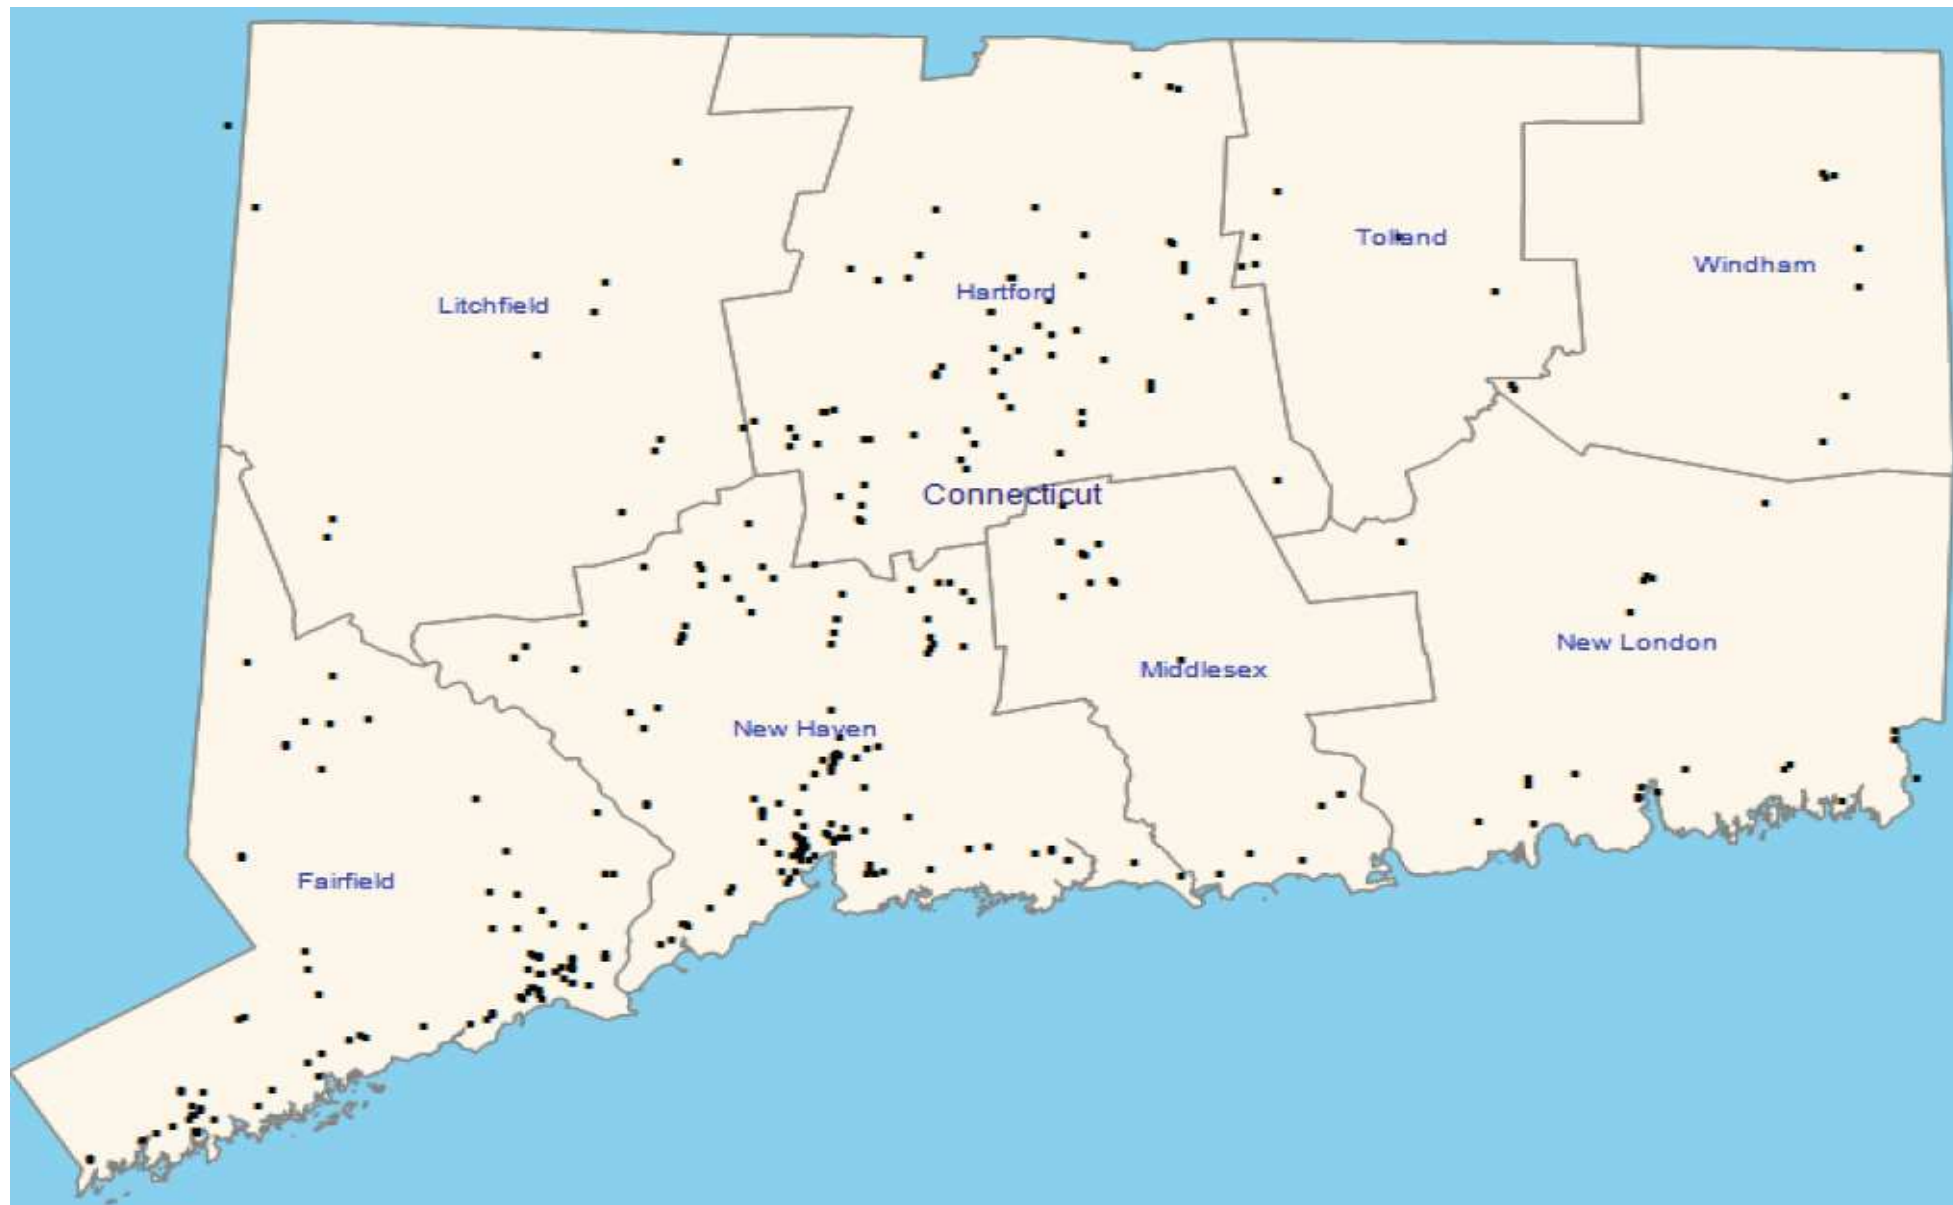 Tolland
Windham
Hartford
Litchfield
Connecticut
New London
Middlesex
New Haven
Fairfield